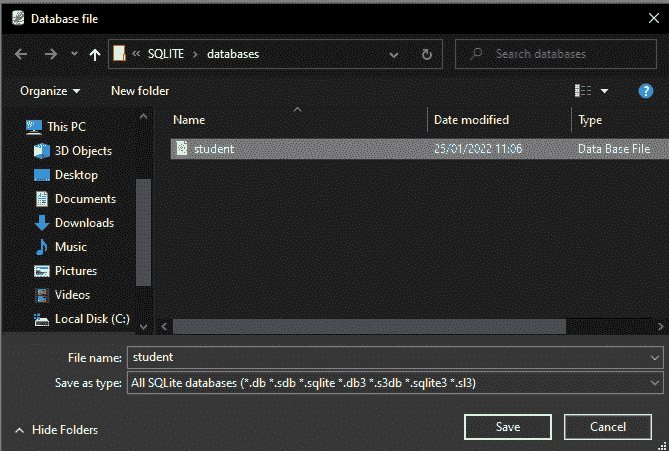 Database file
« SQLITE > databases
Search databases
Organize
New folder
?
Name
Date modified
Type
This PC
3D Objects
Desktop
Documents
Downloads
Music
Pictures
Videos
Local Disk (C:)
student
25/01/2022 11:06
Data Base File
File name:
student
Save as type:
All SQLite databases (*.db *.sdb *.sqlite *.db3 *.s3db *.sqlite3 *.sl3)
Hide Folders
Save
Cancel